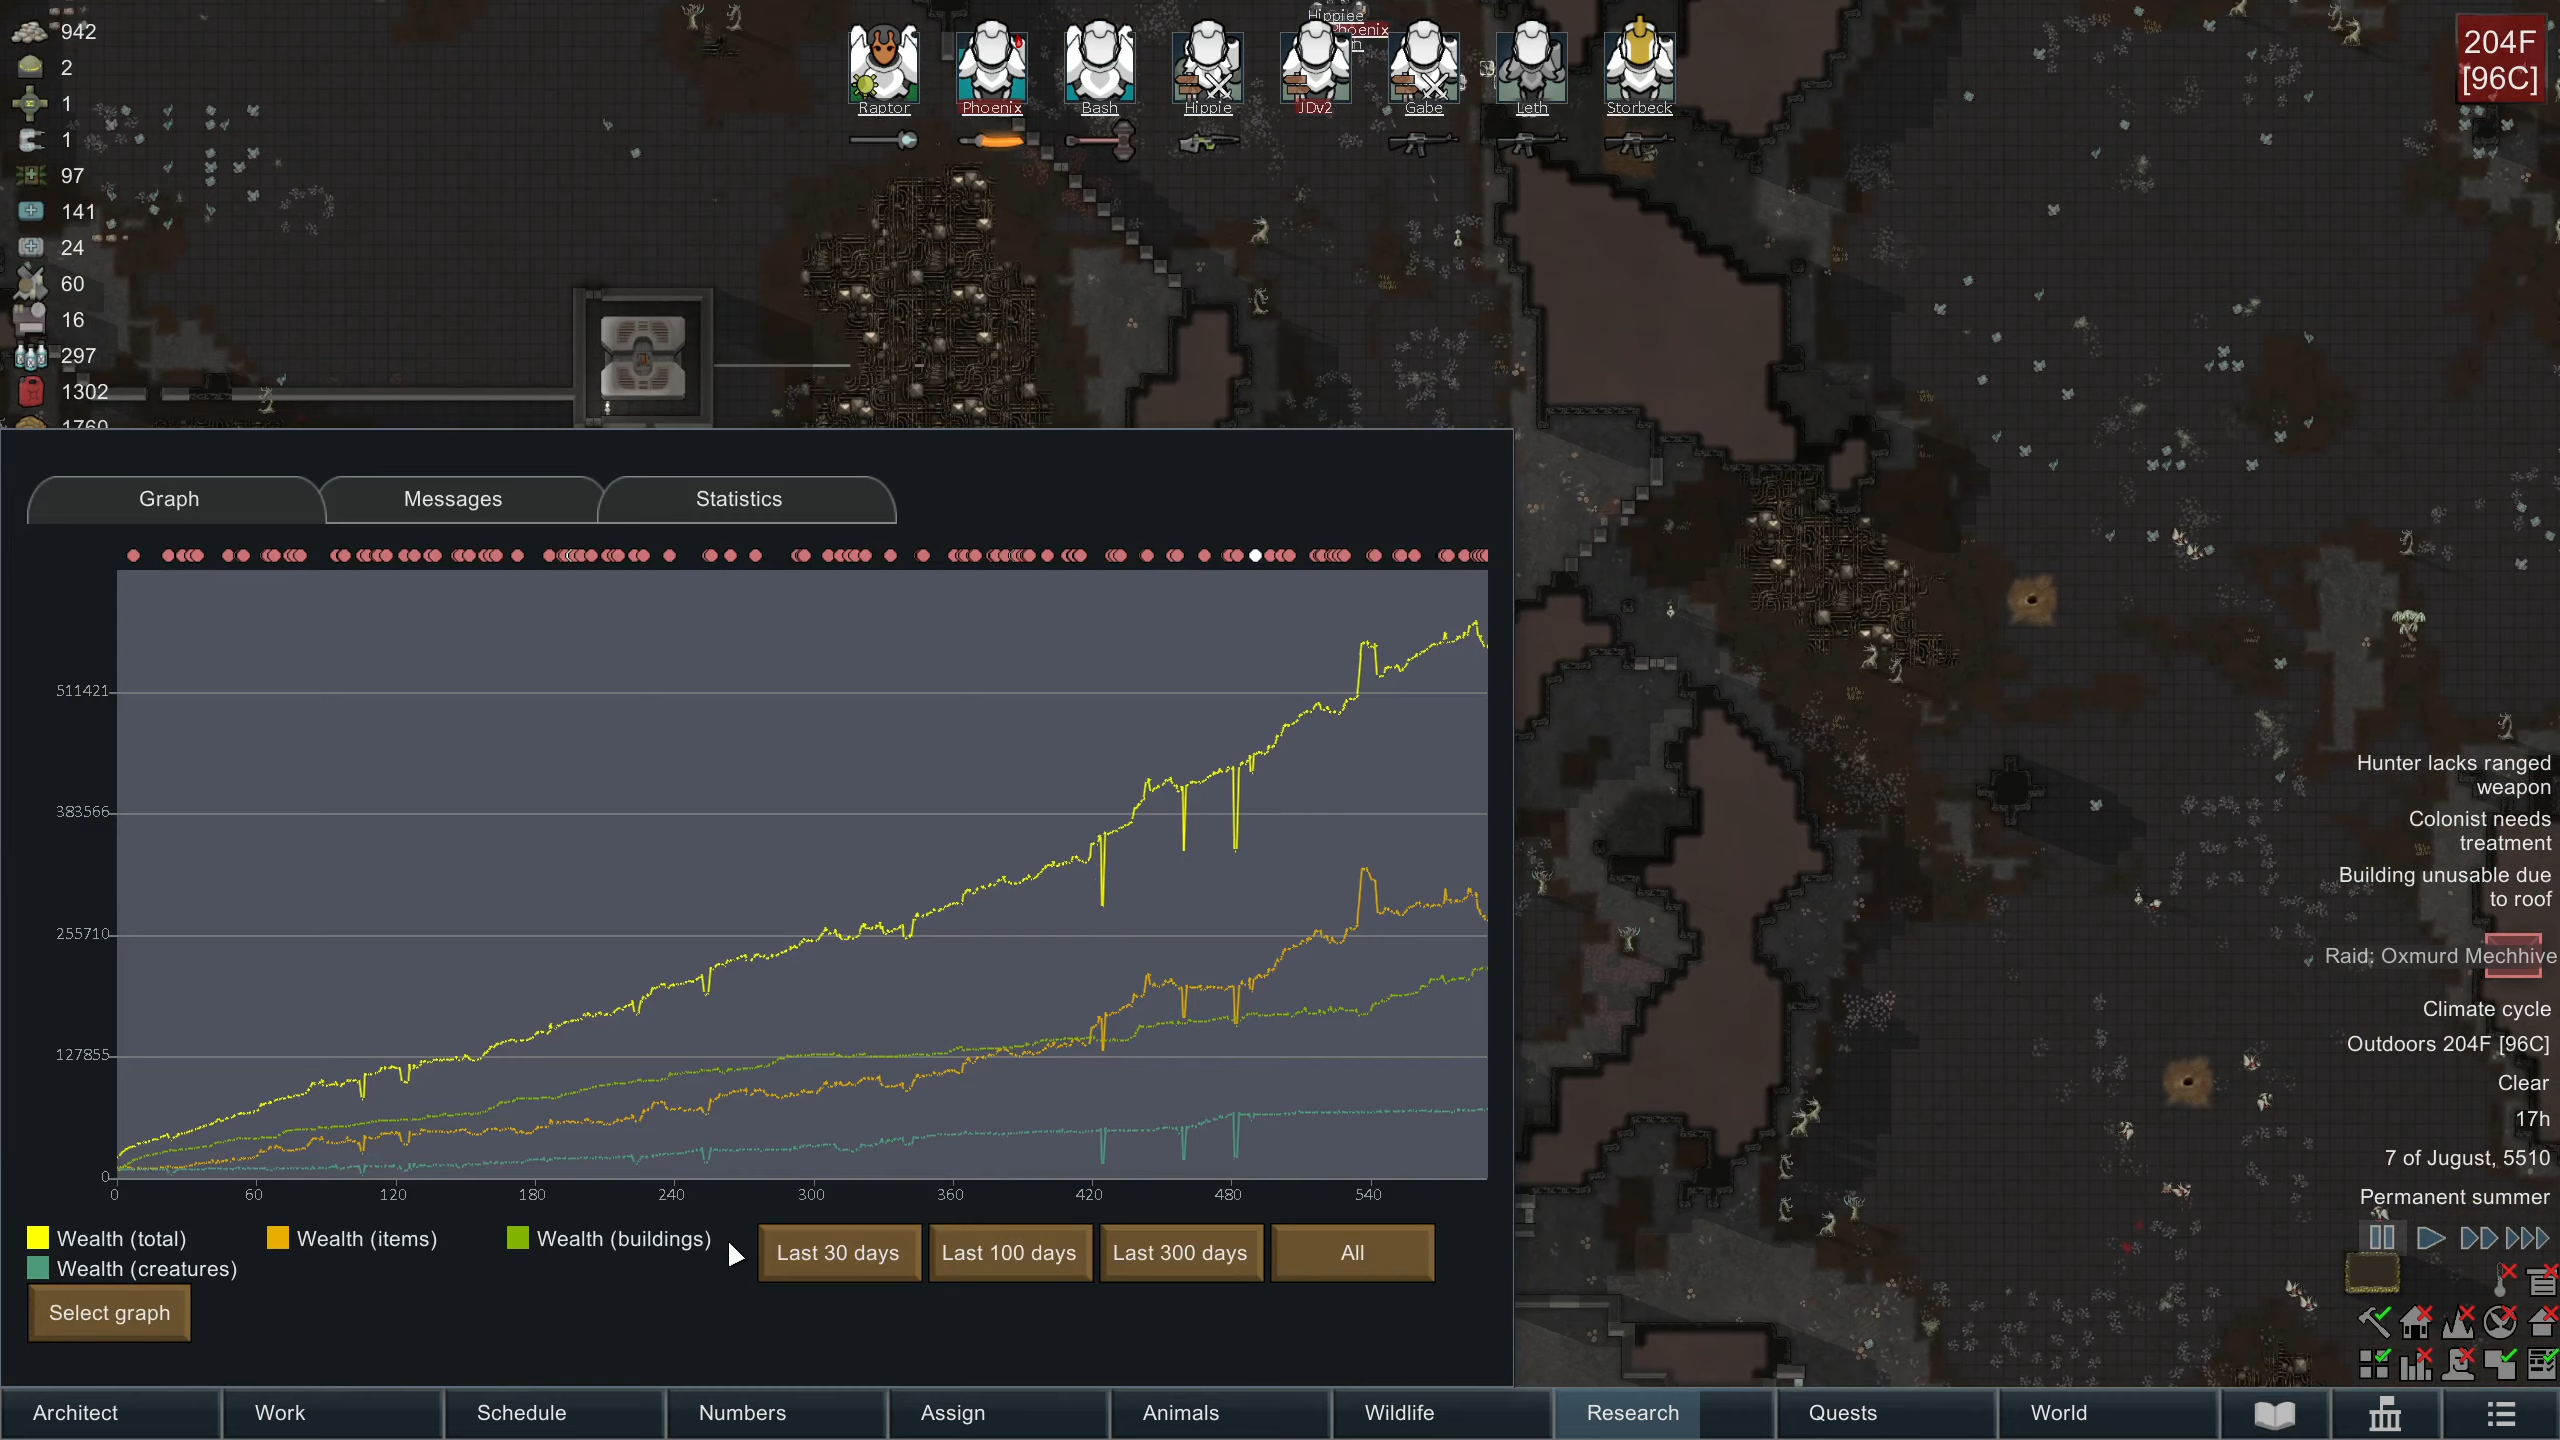 942
2
1
1
97
141
24
60
16
297
1302
1760
Hippiee
Phoenix
Raptor
Phoenix
Bash
Hippie
JDv2
Gabe
Leth
Storbeck
204F
[96C]
Graph
Messages
Statistics
511421
383566
255710
127855
0
0
60
120
180
240
300
360
420
480
540
Wealth (total)
Wealth (items)
Wealth (buildings)
Wealth (creatures)
Last 30 days
Last 100 days
Last 300 days
All
Select graph
Hunter lacks ranged
weapon
Colonist needs
treatment
Building unusable due
to roof
Raid: Oxmurd Mechhive
Climate cycle
Outdoors 204F [96C]
Clear
17h
7 of Jugust, 5510
Permanent summer
Architect
Work
Schedule
Numbers
Assign
Animals
Wildlife
Research
Quests
World